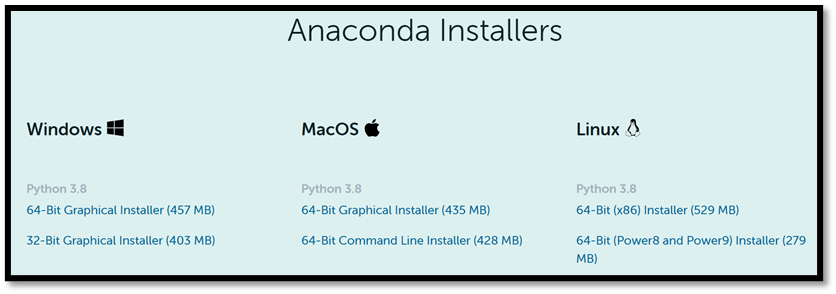 Anaconda Installers
Windows
Python 3.8
64-Bit Graphical Installer (457 MB)
32-Bit Graphical Installer (403 MB)
MacOS
Python 3.8
64-Bit Graphical Installer (435 MB)
64-Bit Command Line Installer (428 MB)
Linux
Python 3.8
64-Bit (x86) Installer (529 MB)
64-Bit (Power8 and Power9) Installer (279
MB)